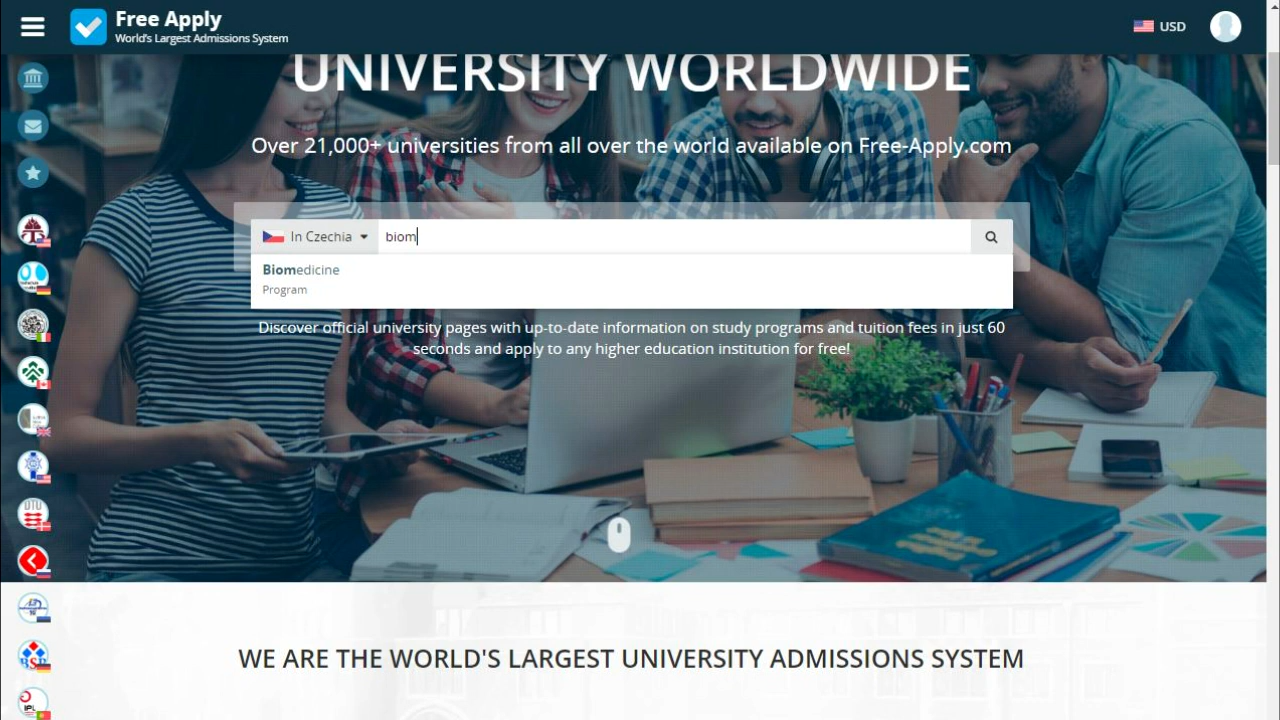 Free Apply
World's Largest Admissions System
USD
UNIVERSITY WORLDWIDE
Over 21,000+ universities from all over the world available on Free-Apply.com
In Czechia
biom
Biomedicine
Program
Discover official university pages with up-to-date information on study programs and tuition fees in just 60
seconds and apply to any higher education institution for free!
DTU
BSB
IPL
WE ARE THE WORLD'S LARGEST UNIVERSITY ADMISSIONS SYSTEM